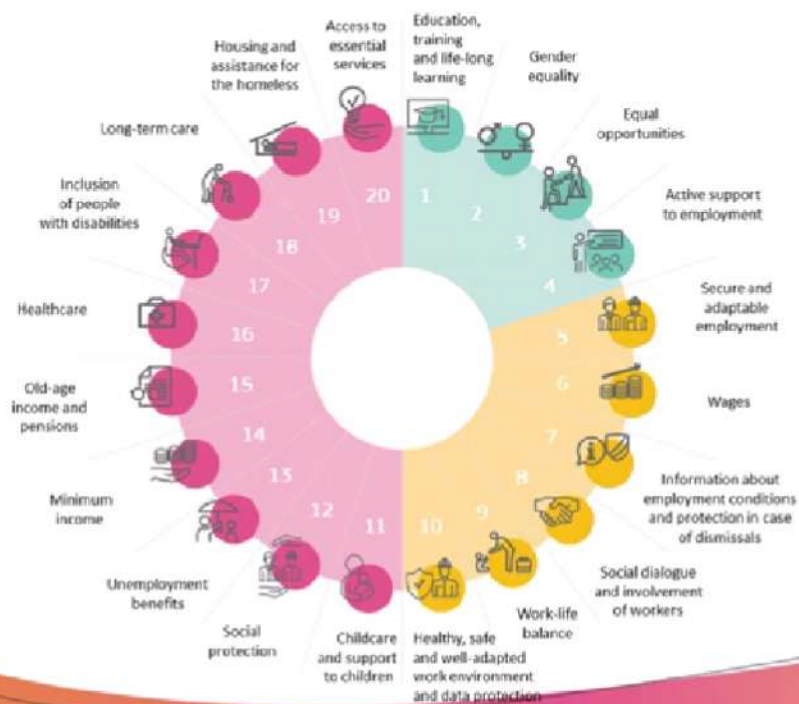 Education,
training
and life-long
learning
Gender
equality
Equal
opportunities
Active support
to employment
Secure and
adaptable
employment
Wages
Information about
employment conditions
and protection in case
of dismissals
Social dialogue
and involvement
of workers
Work-life
balance
Healthy, safe
and well-adapted
work environment
and data protection
Childcare
and support
to children
Social
protection
Unemployment
benefits
Minimum
income
Old-age
income and
pensions
Healthcare
Inclusion
of people
with disabilities
Long-term care
Housing and
assistance for
the homeless
Access to
essential
services
1
2
3
4
5
6
7
8
9
10
11
12
13
14
15
16
17
18
19
20